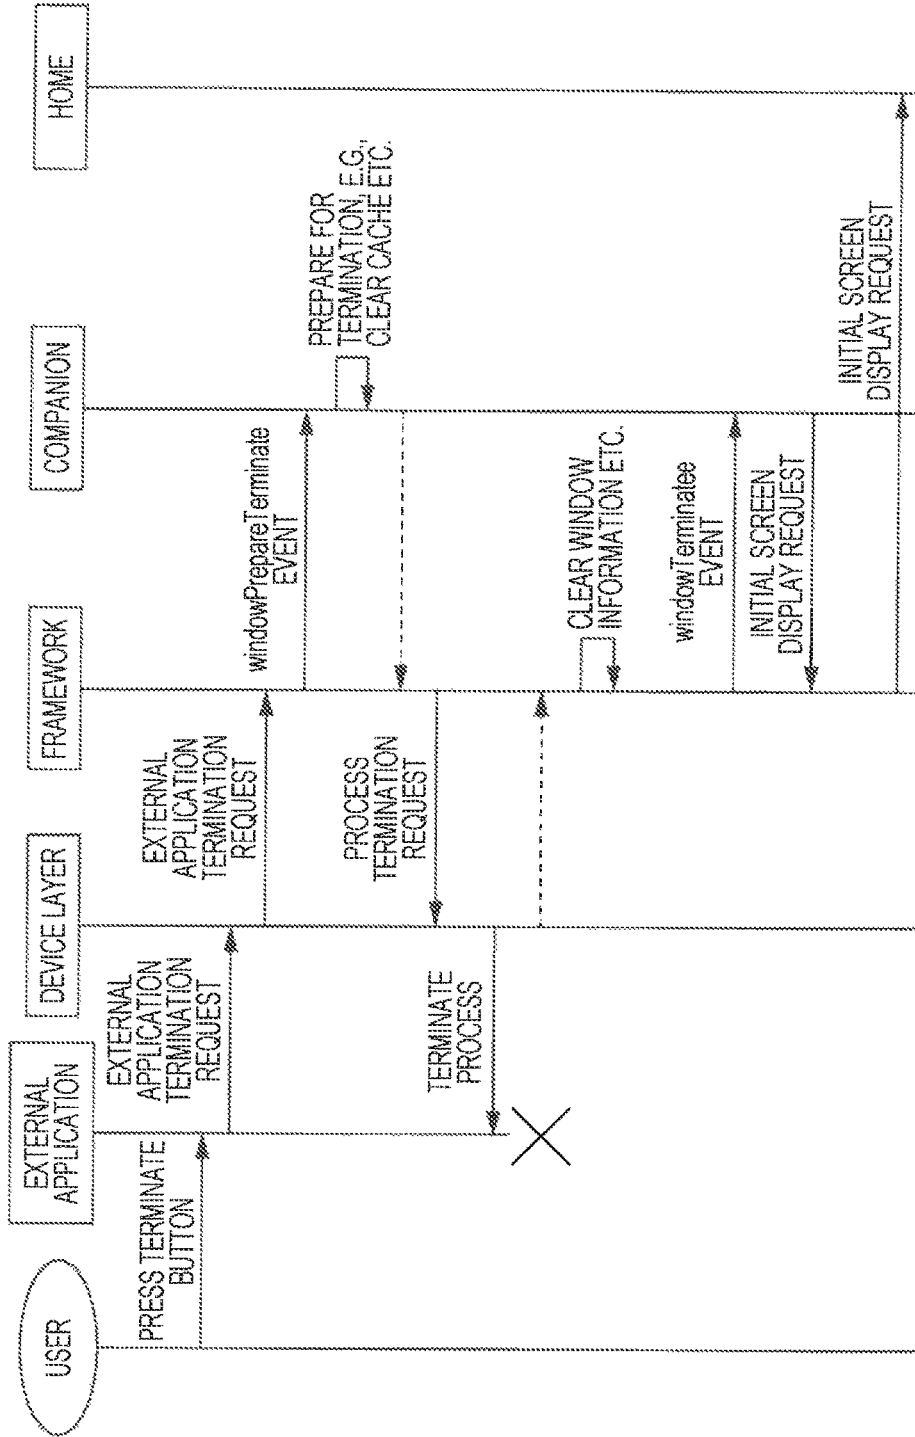 USER
EXTERNAL
APPLICATION
DEVICE LAYER
FRAMEWORK
COMPANION
HOME
PRESS TERMINATE
BUTTON
EXTERNAL
APPLICATION
TERMINATION
REQUEST
EXTERNAL
APPLICATION
TERMINATION
REQUEST
windowPrepareTerminate
EVENT
PREPARE FOR
TERMINATION, E.G.,
CLEAR CACHE ETC.
PROCESS
TERMINATION
REQUEST
TERMINATE
PROCESS
CLEAR WINDOW
INFORMATION ETC.
windowTerminatee
EVENT
INITIAL SCREEN
DISPLAY REQUEST
INITIAL SCREEN
DISPLAY REQUEST